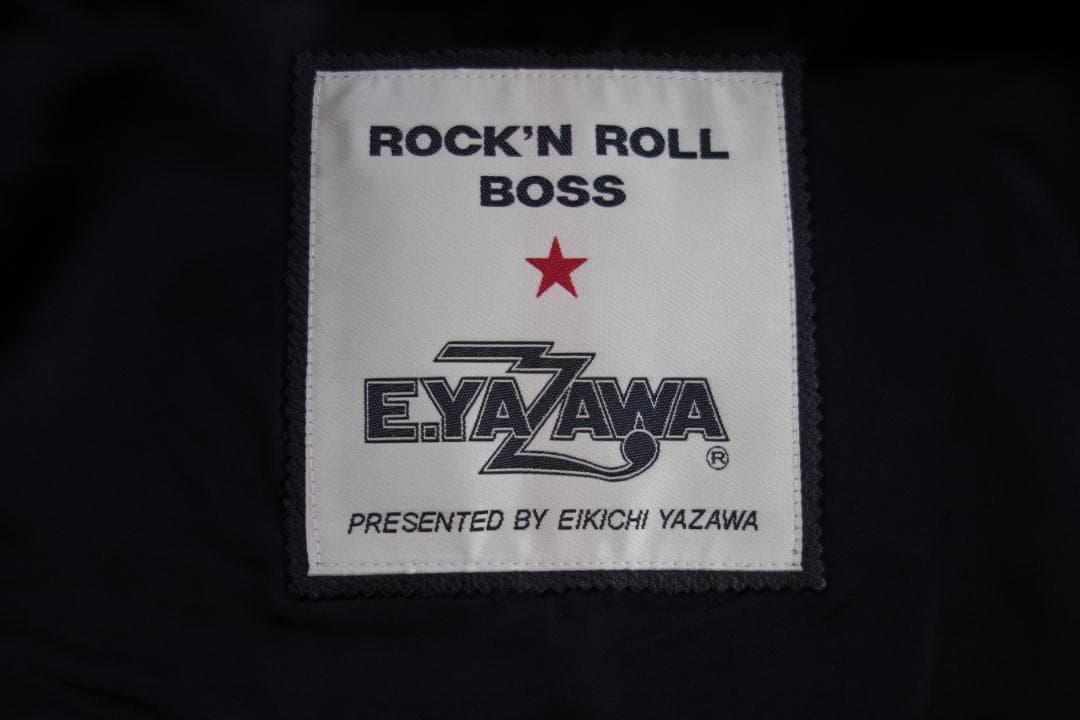 ROCK'N ROLL
BOSS
E.YAZAWA
®
PRESENTED BY EIKICHI YAZAWA